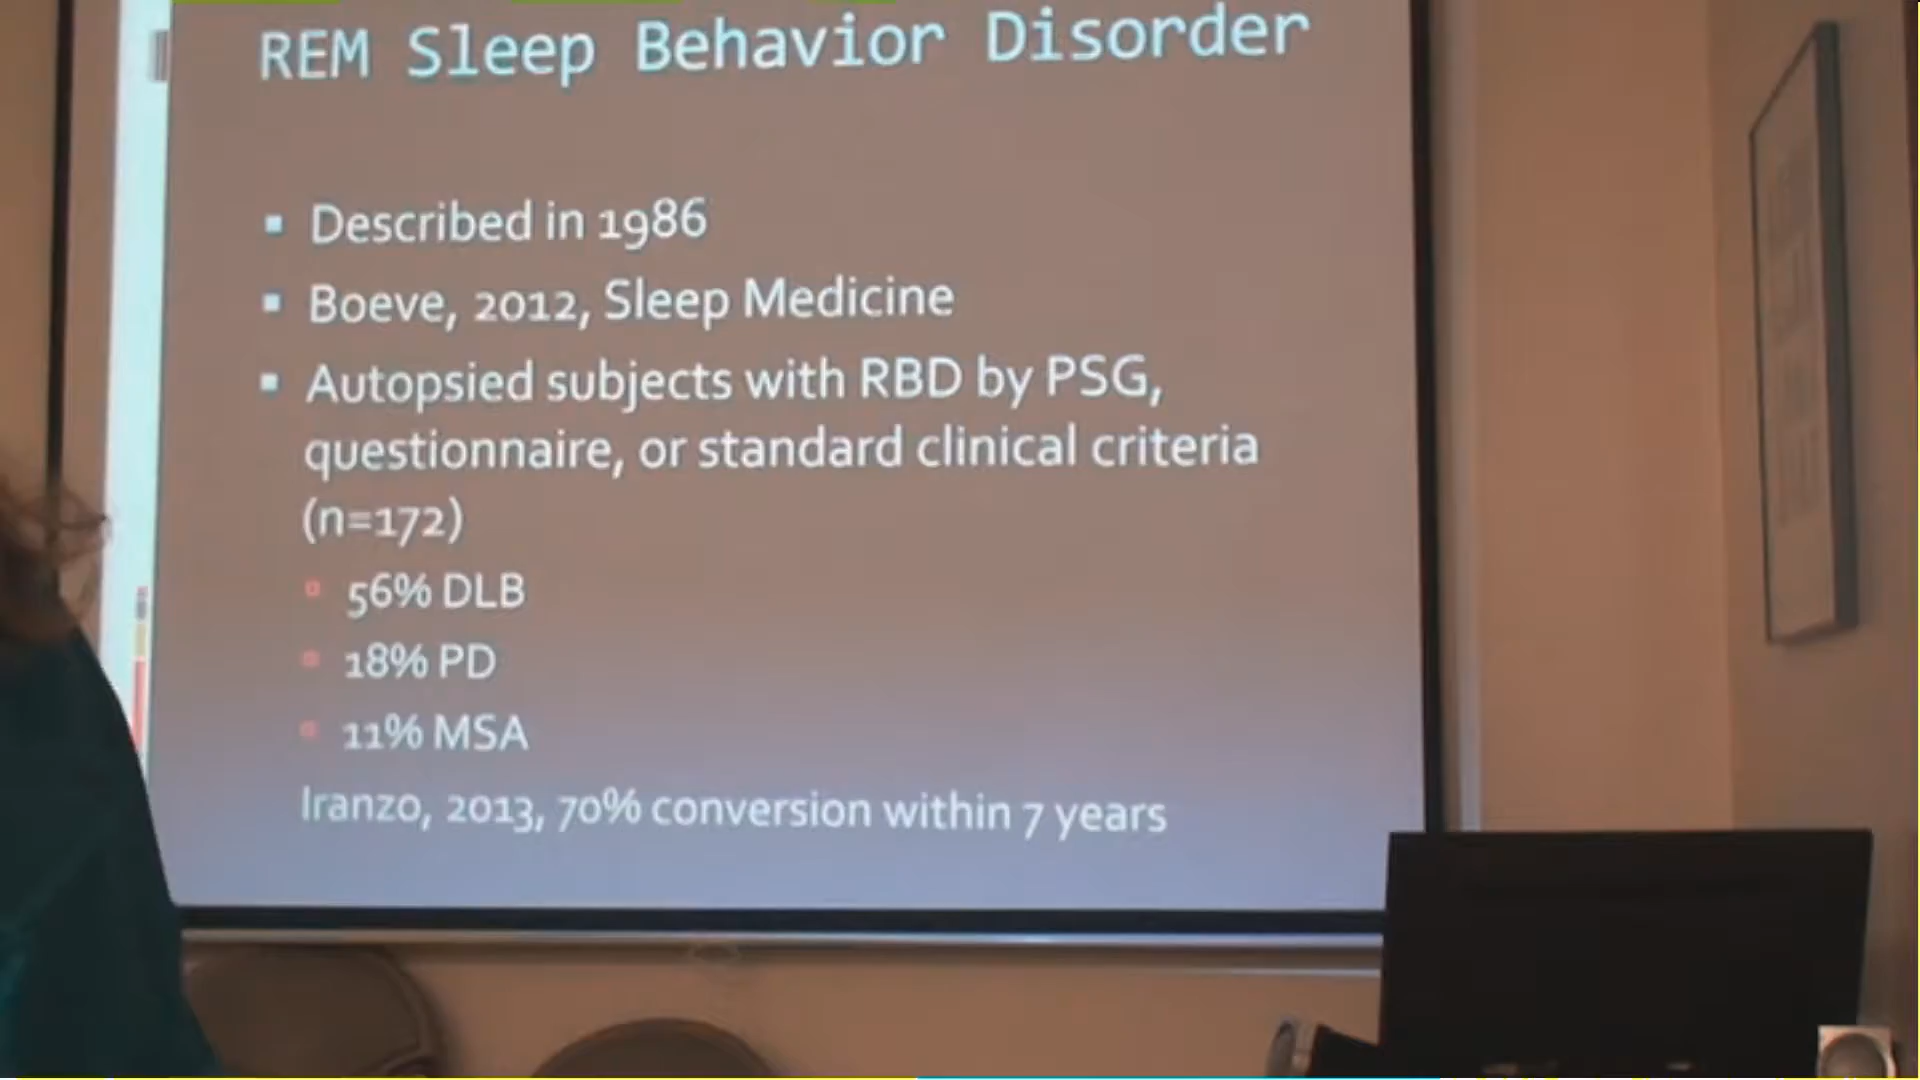 REM Sleep Behavior Disorder
▪ Described in 1986
▪ Boeve, 2012, Sleep Medicine
▪ Autopsied subjects with RBD by PSG,
questionnaire, or standard clinical criteria
(n=172)
▫ 56% DLB
▫ 18% PD
▫ 11% MSA
Iranzo, 2013, 70% conversion within 7 years